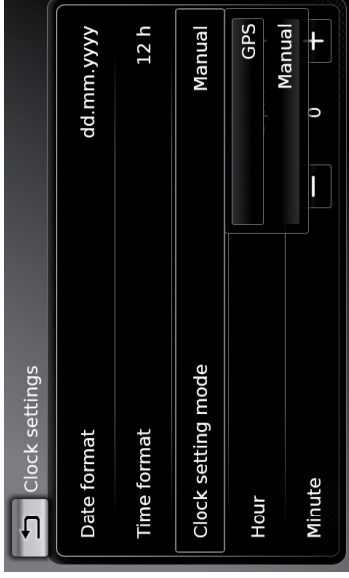 Clock settings
Date format dd.mm.yyyy
Time format 12 h
Clock setting mode Manual
GPS
Hour
Manual
Minute − 0 +